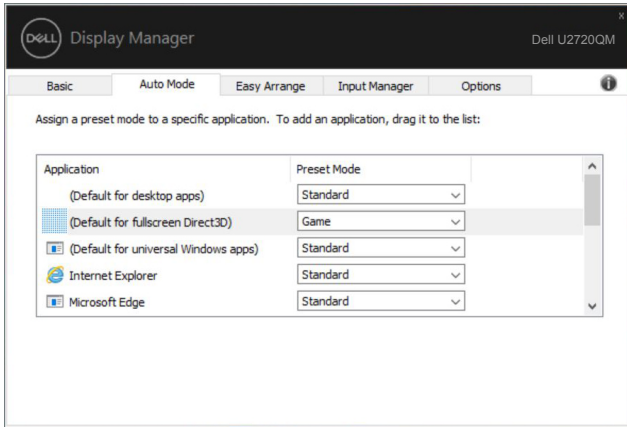 x
DELL Display Manager
Dell U2720QM
Basic Auto Mode Easy Arrange Input Manager Options
Assign a preset mode to a specific application. To add an application, drag it to the list:
Application Preset Mode
(Default for desktop apps) Standard
(Default for fullscreen Direct3D) Game
(Default for universal Windows apps) Standard
Internet Explorer Standard
Microsoft Edge Standard